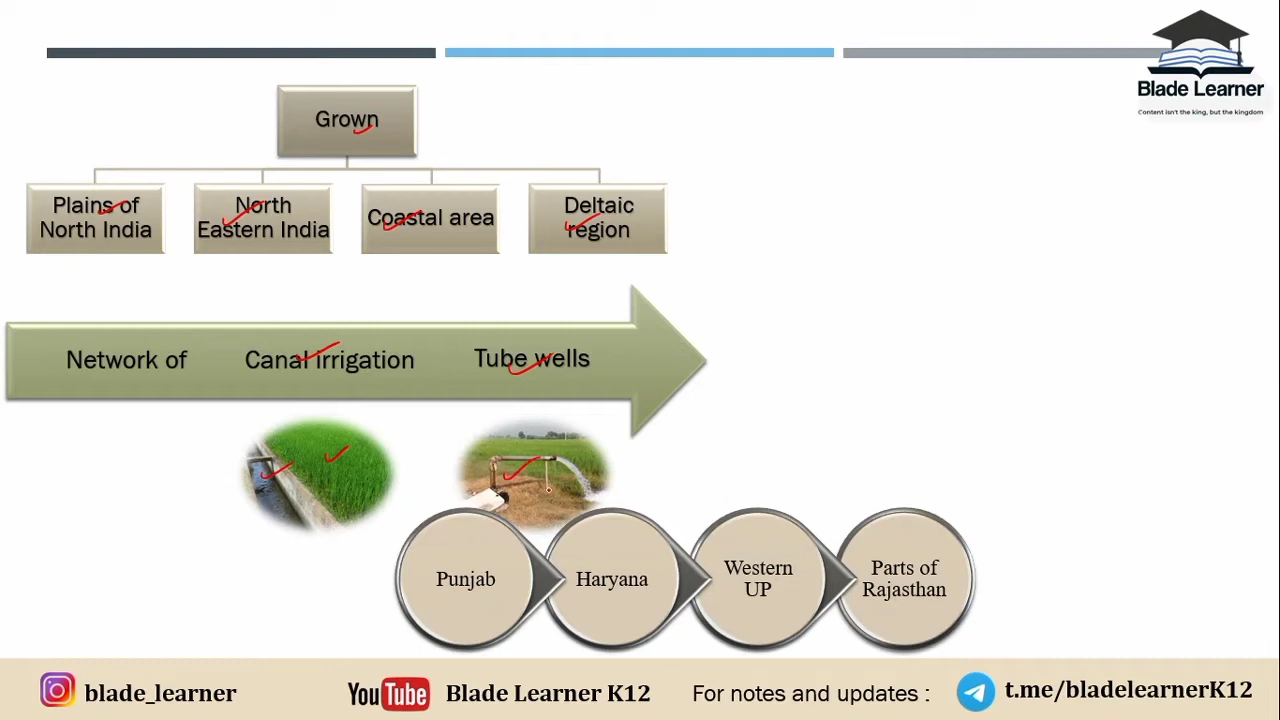 Blade Learner
Content isn't the king, but the kingdom
Grown
Plains of
North India
North
Eastern India
Coastal area
Deltaic
region
Network of
Canal irrigation
Tube wells
Punjab
Haryana
Western
UP
Parts of
Rajasthan
blade_learner
YouTube
Blade Learner K12
For notes and updates :
t.me/bladelearnerK12